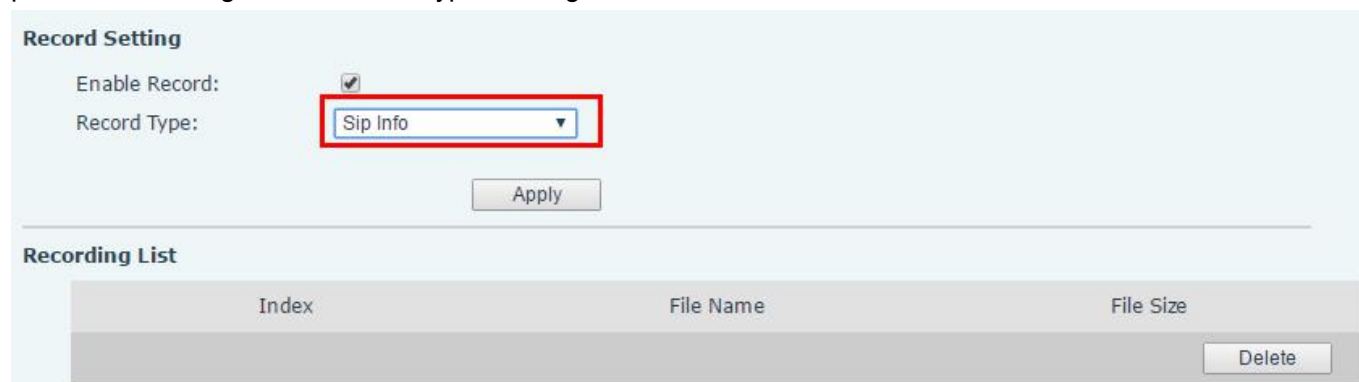 Record Setting
Enable Record:
Record Type: Sip Info
Apply
Recording List
Index File Name File Size
Delete